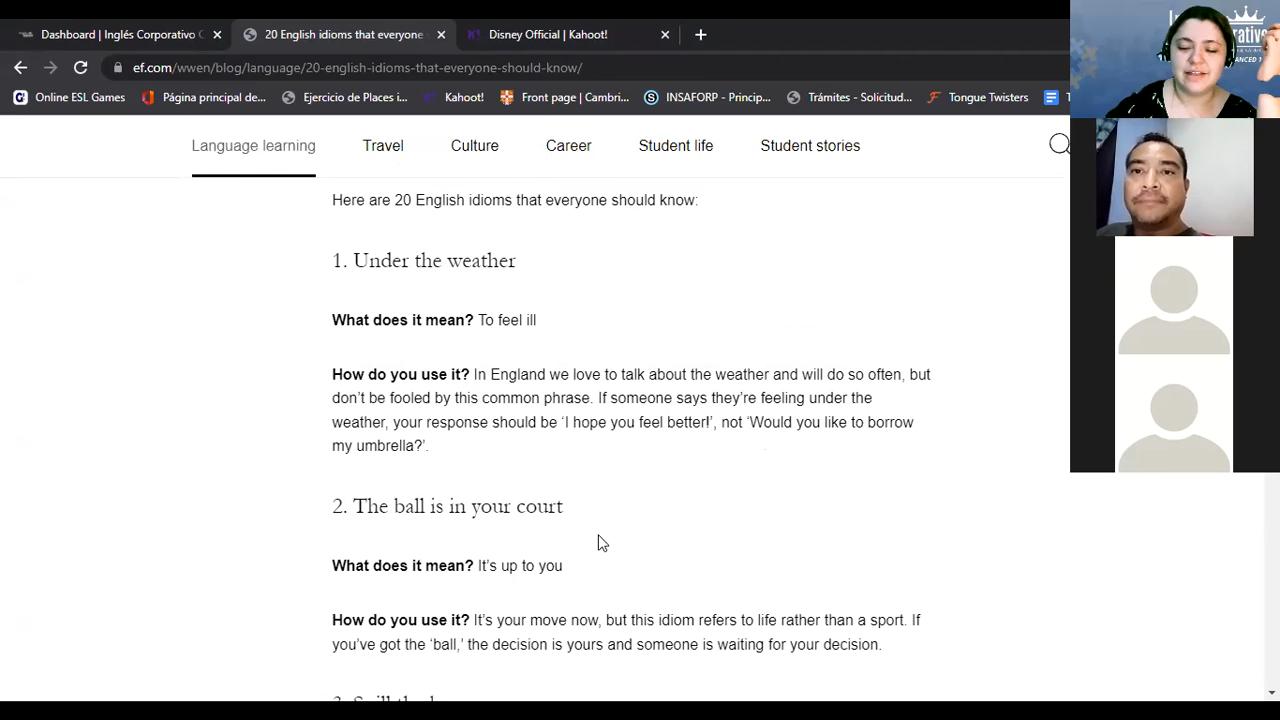 Dashboard | Inglés Corporativo
20 English idioms that everyone
Disney Official | Kahoot!
ef.com/wwen/blog/language/20-english-idioms-that-everyone-should-know/
Online ESL Games
Página principal de...
Ejercicio de Places i...
Kahoot!
Front page | Cambri...
INSAFORP - Princip...
Trámites - Solicitud...
Tongue Twisters
Language learning
Travel
Culture
Career
Student life
Student stories
Here are 20 English idioms that everyone should know:
1. Under the weather
What does it mean? To feel ill
How do you use it? In England we love to talk about the weather and will do so often, but
don’t be fooled by this common phrase. If someone says they’re feeling under the
weather, your response should be ‘I hope you feel better!’, not ‘Would you like to borrow
my umbrella?’.
2. The ball is in your court
What does it mean? It’s up to you
How do you use it? It’s your move now, but this idiom refers to life rather than a sport. If
you’ve got the ‘ball,’ the decision is yours and someone is waiting for your decision.